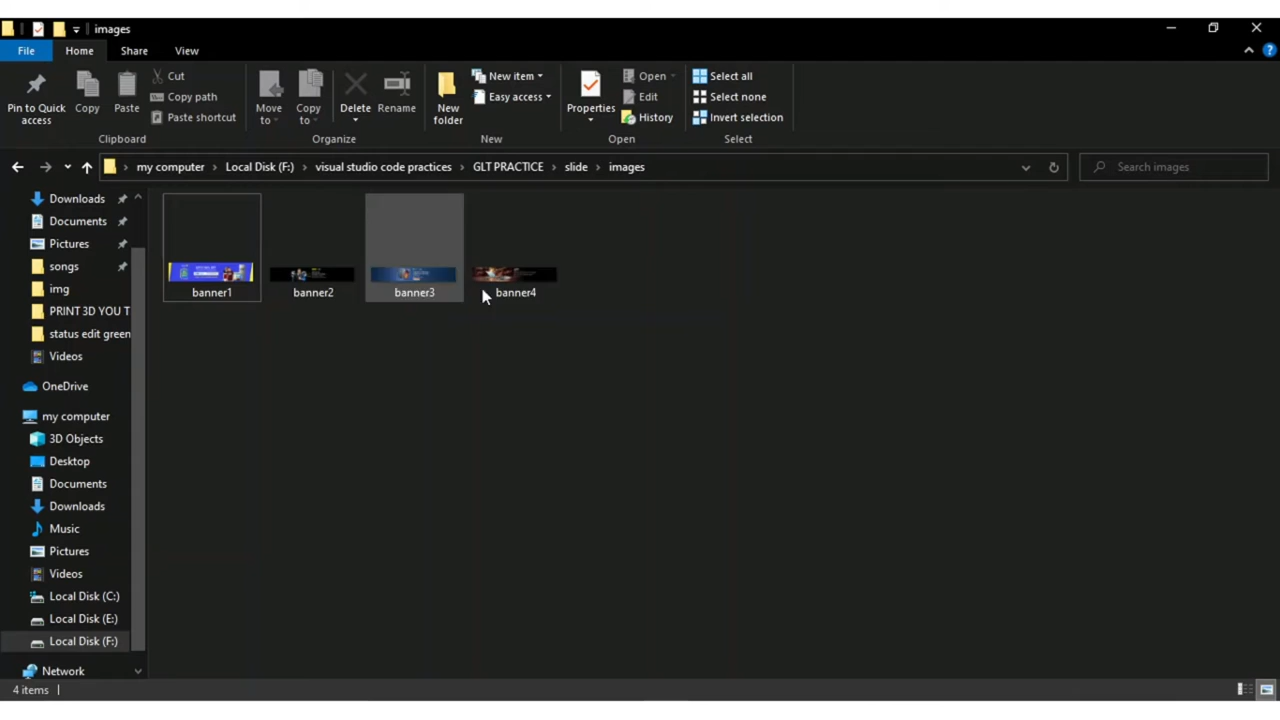 images
File Home Share View
Pin to Quick access
Copy
Paste
Cut
Copy path
Paste shortcut
Move to
Copy to
Delete
Rename
New folder
New item
Easy access
Properties
Open
Edit
History
Select all
Select none
Invert selection
Clipboard Organize New Open Select
my computer Local Disk (F:) visual studio code practices GLT PRACTICE slide images
Search images
Downloads
Documents
Pictures
songs
img
PRINT 3D YOU T
status edit green
Videos
OneDrive
my computer
3D Objects
Desktop
Documents
Downloads
Music
Pictures
Videos
Local Disk (C:)
Local Disk (E:)
Local Disk (F:)
Network
banner1 banner2 banner3 banner4
4 items